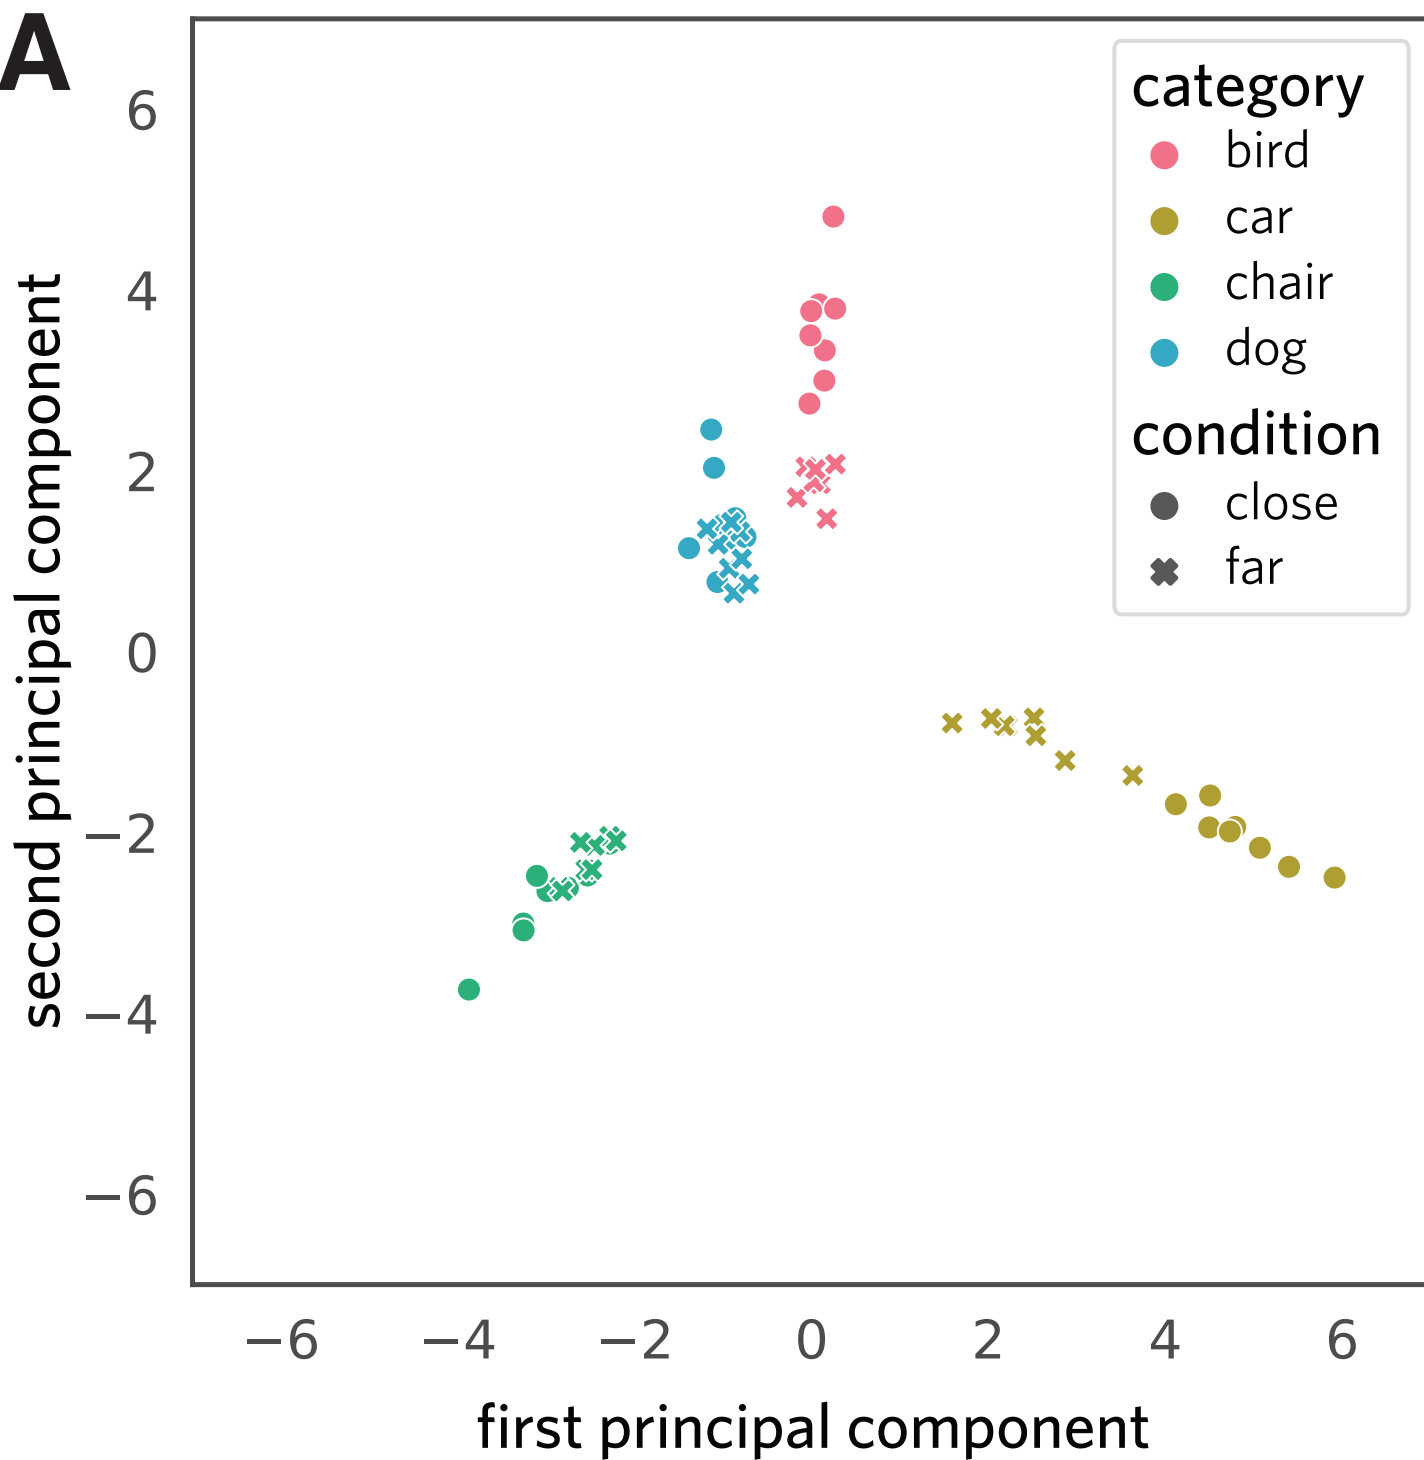 A
category
bird
car
chair
dog
condition
close
far
6
4
2
0
−2
−4
−6
second principal component
−6 −4 −2 0 2 4 6
first principal component